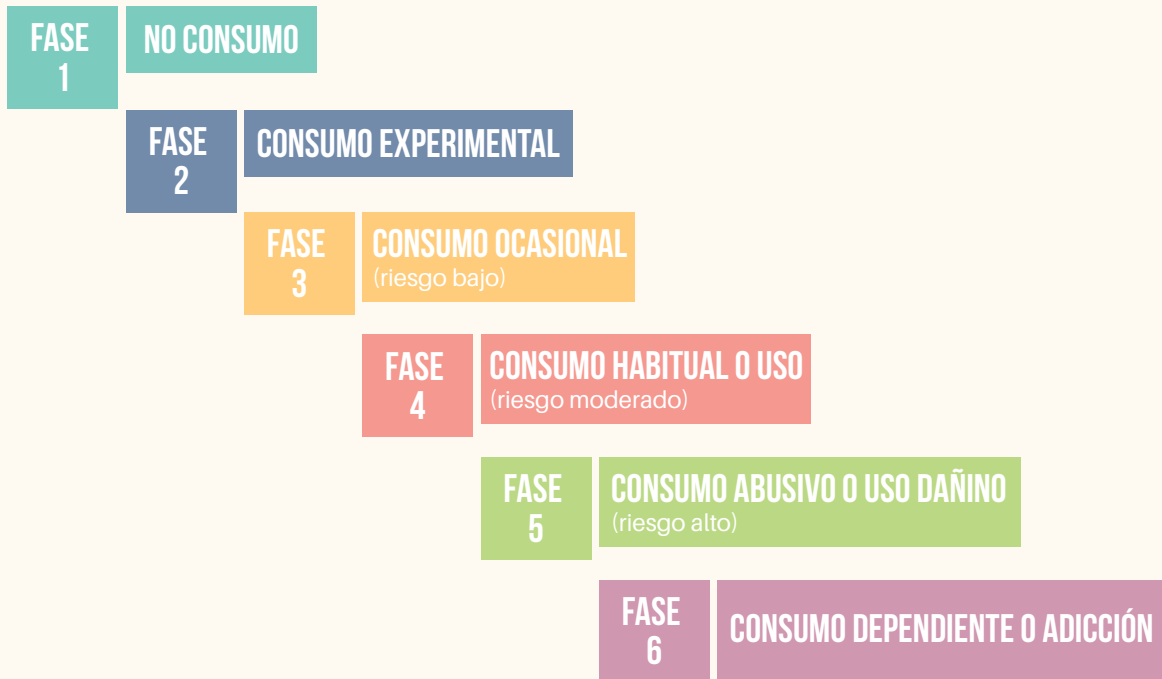 FASE
1
NO CONSUMO
FASE
2
CONSUMO EXPERIMENTAL
FASE
3
CONSUMO OCASIONAL
(riesgo bajo)
FASE
4
CONSUMO HABITUAL O USO
(riesgo moderado)
FASE
5
CONSUMO ABUSIVO O USO DAÑINO
(riesgo alto)
FASE
6
CONSUMO DEPENDIENTE O ADICCIÓN